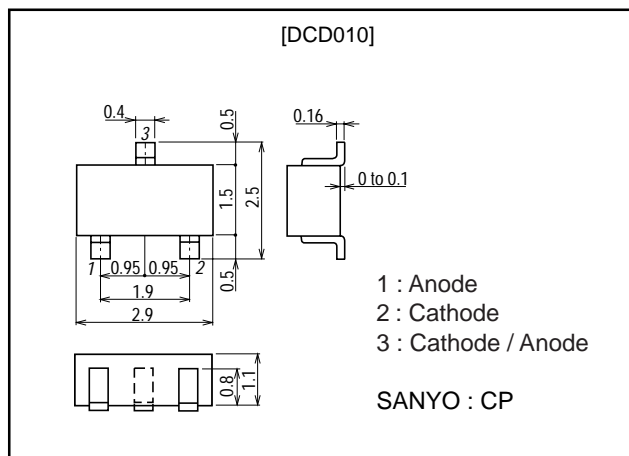 [DCD010]
0.4
3
0.5
1.5
2.5
0.5
1
0.95
0.95
2
1.9
2.9
0.16
0 to 0.1
0.8
1.1
1 : Anode
2 : Cathode
3 : Cathode / Anode
SANYO : CP